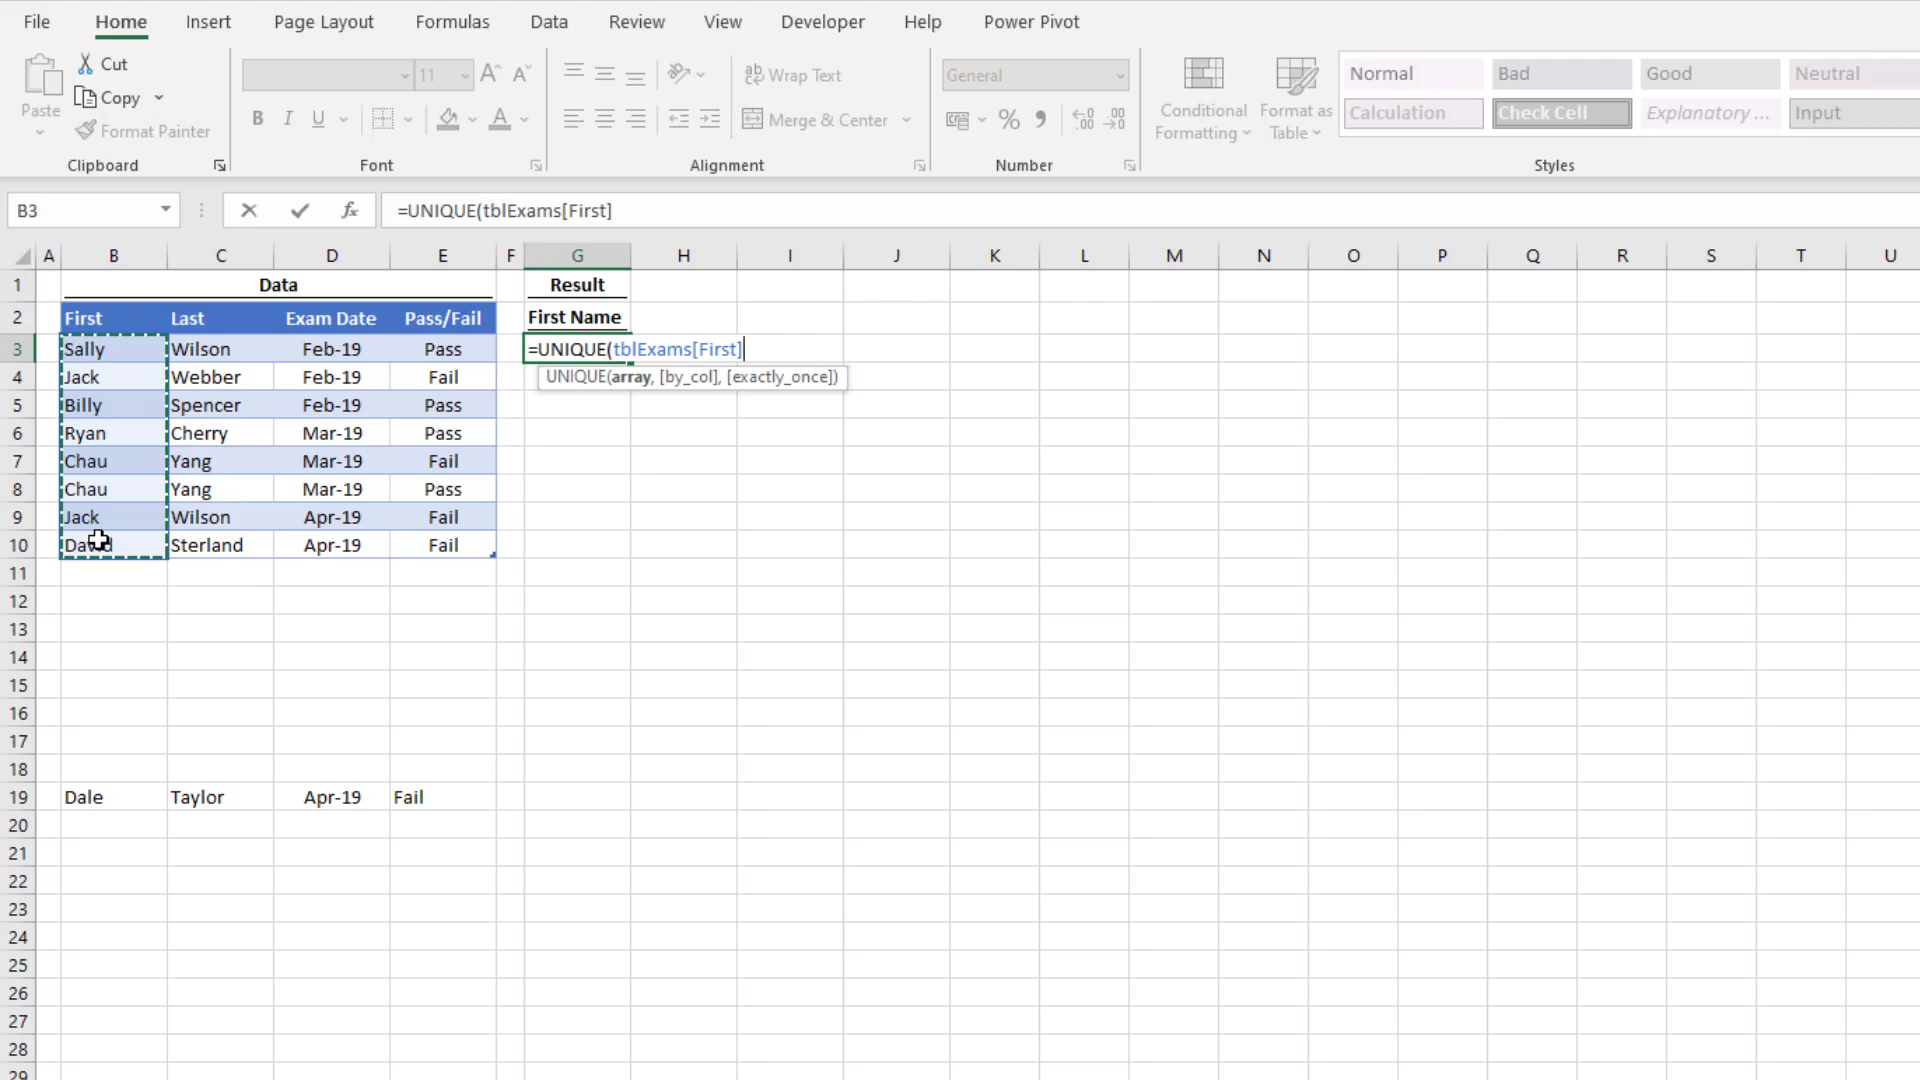 File Home Insert Page Layout Formulas Data Review View Developer Help Power Pivot
Paste
Cut
Copy
Format Painter
Clipboard
11 A A
B I U A
Font
Wrap Text
Merge & Center
Alignment
General
% 9
Number
Conditional Formatting
Format as Table
Normal Bad Good Neutral
Calculation Check Cell Explanatory ... Input
Styles
B3 fx =UNIQUE(tblExams[First]
A B C D E F G H I J K L M N O P Q R S T U
1 Data Result
2 First Last Exam Date Pass/Fail First Name
3 Sally Wilson Feb-19 Pass =UNIQUE(tblExams[First]
4 Jack Webber Feb-19 Fail UNIQUE(array, [by_col], [exactly_once])
5 Billy Spencer Feb-19 Pass
6 Ryan Cherry Mar-19 Pass
7 Chau Yang Mar-19 Fail
8 Chau Yang Mar-19 Pass
9 Jack Wilson Apr-19 Fail
10 David Sterland Apr-19 Fail
11
12
13
14
15
16
17
18
19 Dale Taylor Apr-19 Fail
20
21
22
23
24
25
26
27
28
29